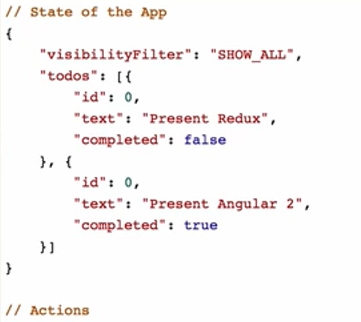 // State of the App
{
    "visibilityFilter": "SHOW_ALL",
    "todos": [{
        "id": 0,
        "text": "Present Redux",
        "completed": false
    }, {
        "id": 0,
        "text": "Present Angular 2",
        "completed": true
    }]
}
// Actions